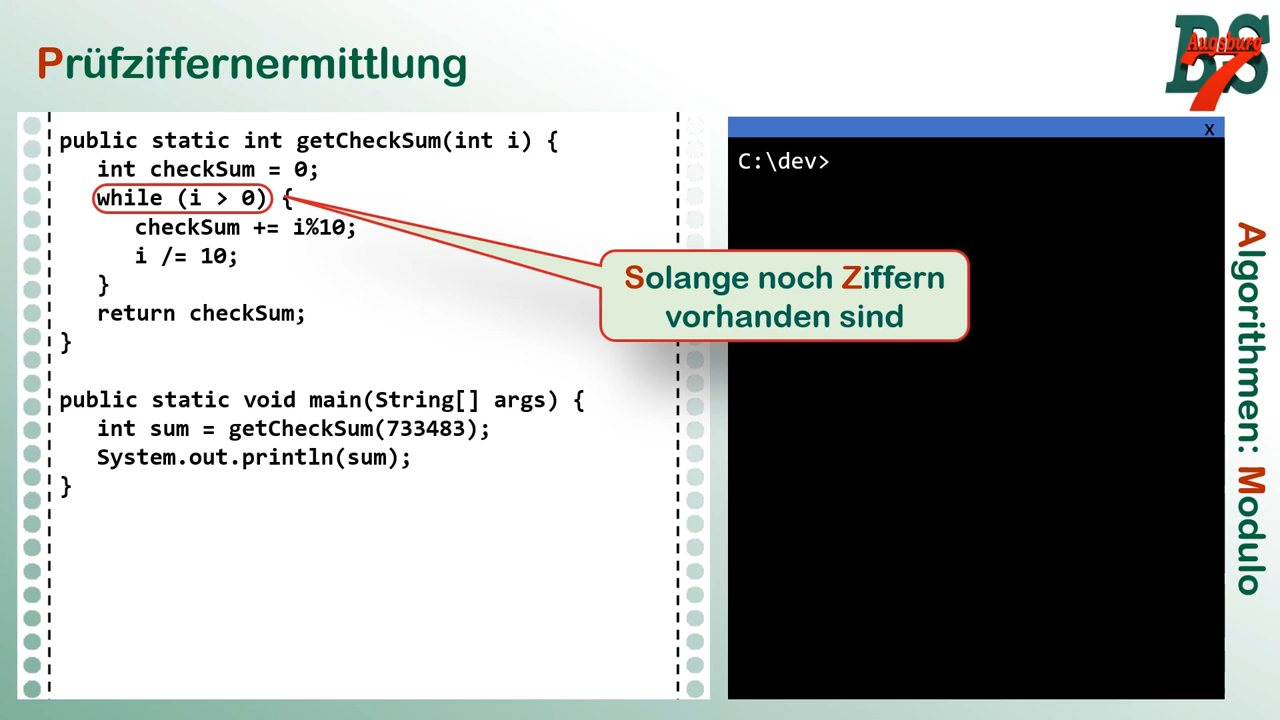 Prüfziffernermittlung
BS
Augsburg
7
public static int getCheckSum(int i) {
int checkSum = 0;
while (i > 0) {
checkSum += i%10;
i /= 10;
}
return checkSum;
}
public static void main(String[] args) {
int sum = getCheckSum(733483);
System.out.println(sum);
}
Solange noch Ziffern
vorhanden sind
x
C:\dev>
Algorithmen: Modulo